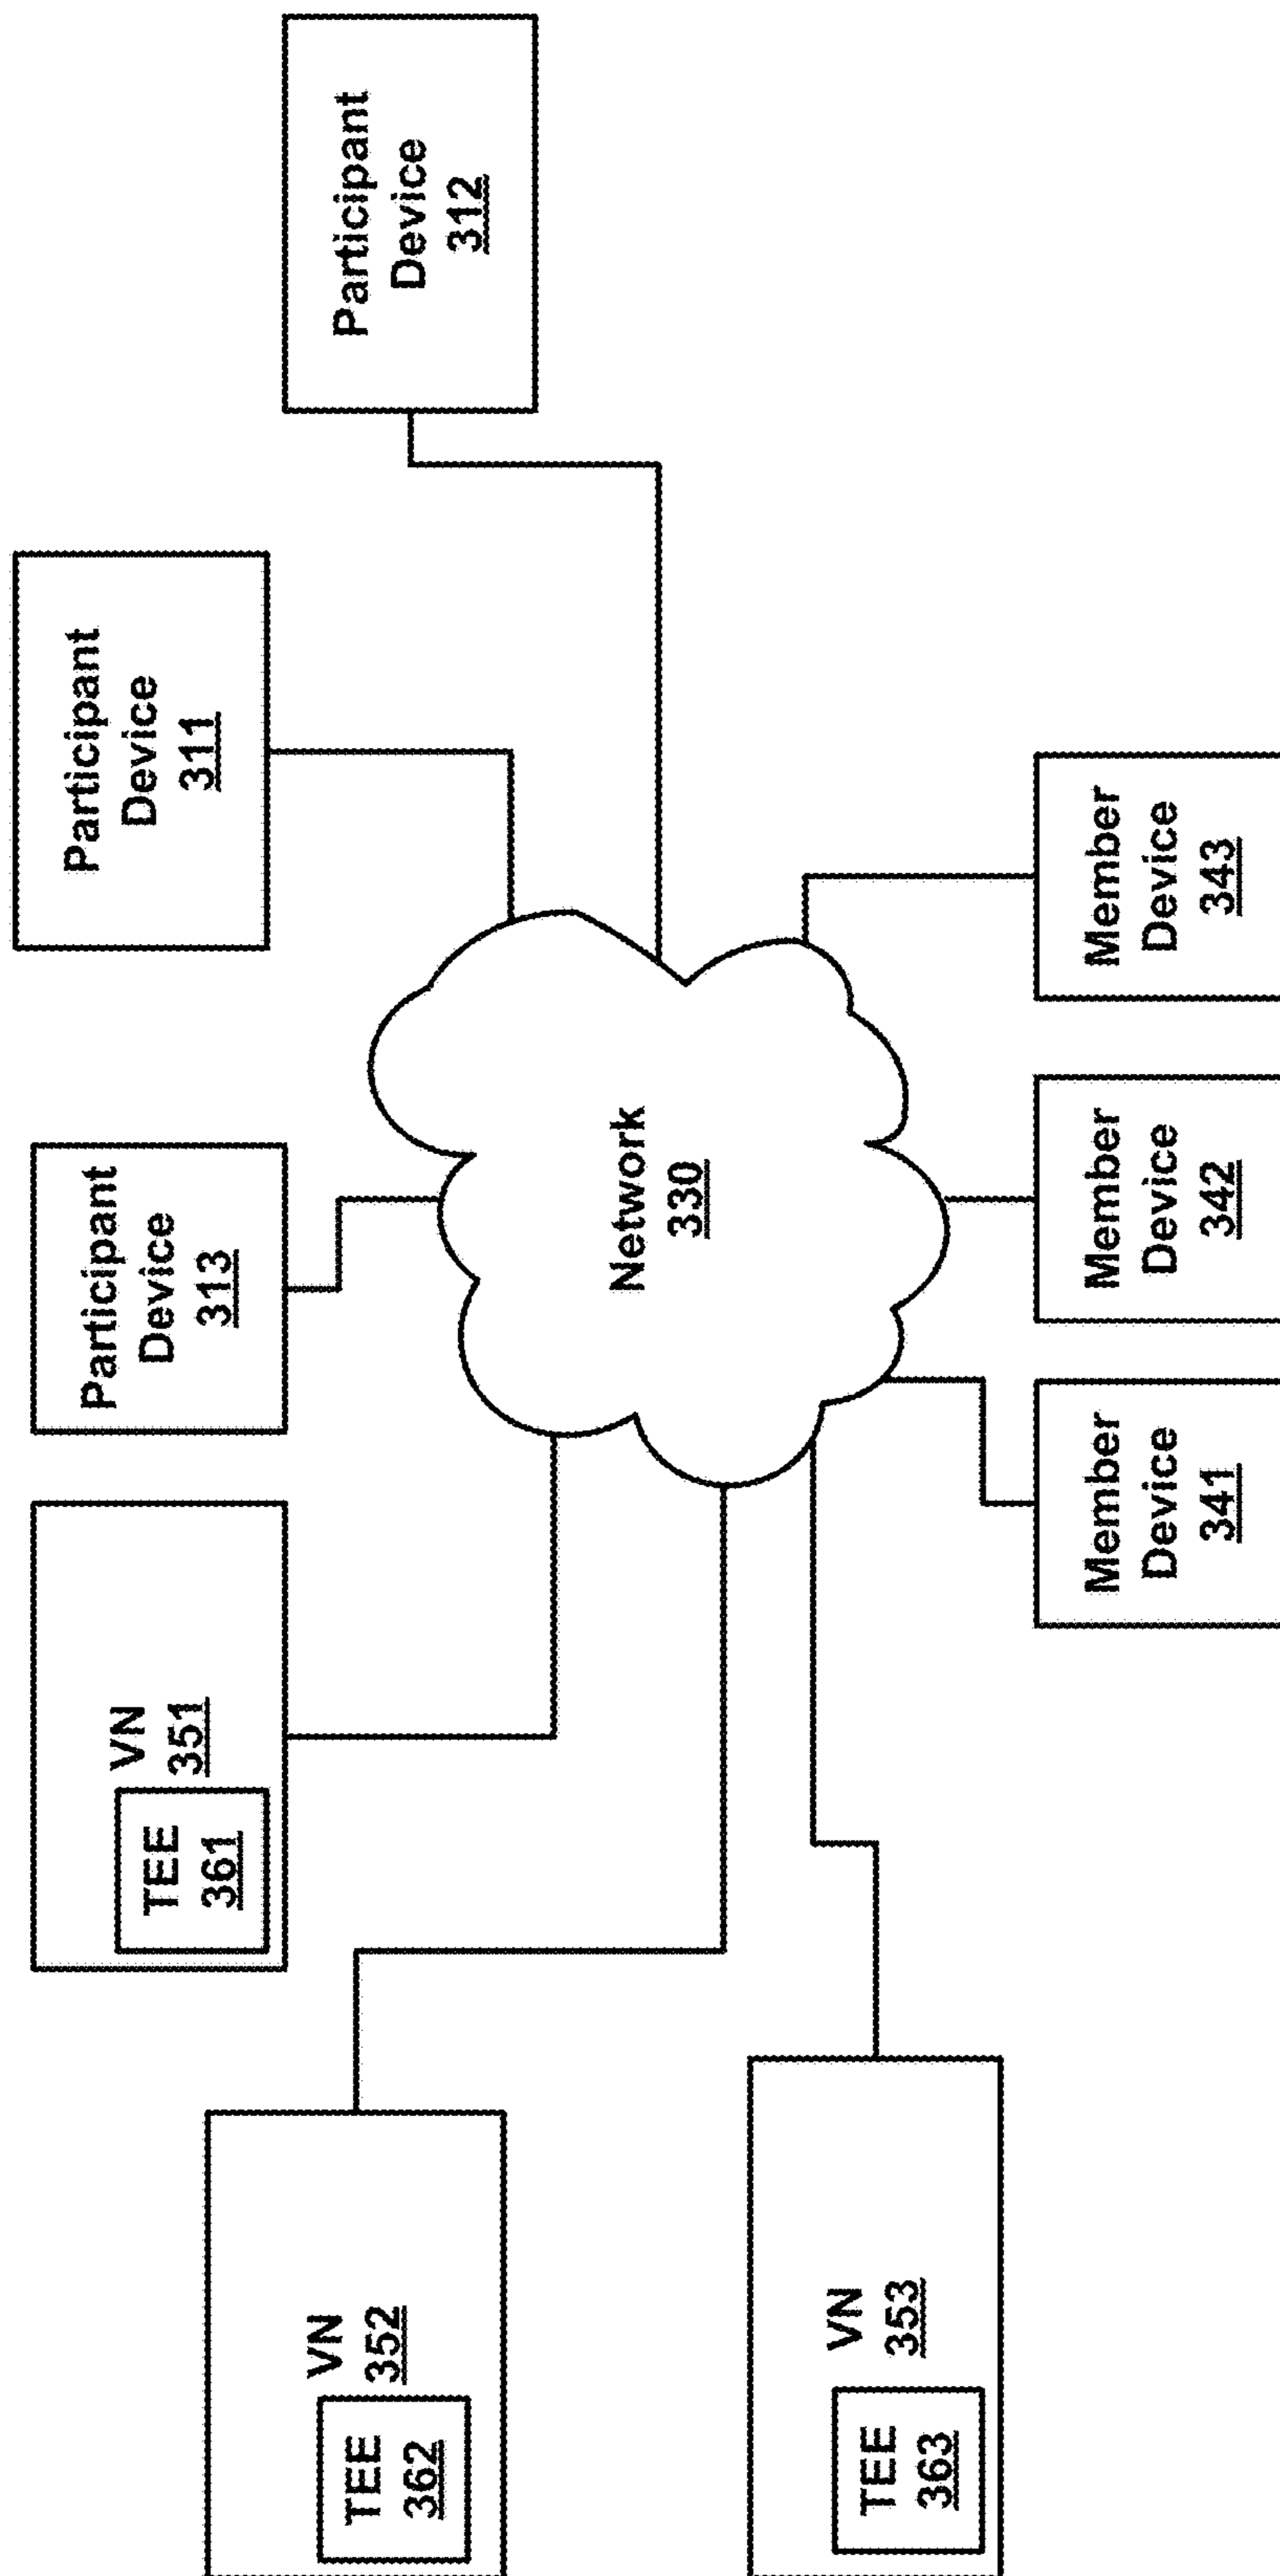 VN
351
TEE
361
Participant
Device
313
Participant
Device
311
VN
352
TEE
362
Participant
Device
312
Network
330
VN
353
TEE
363
Member
Device
341
Member
Device
342
Member
Device
343